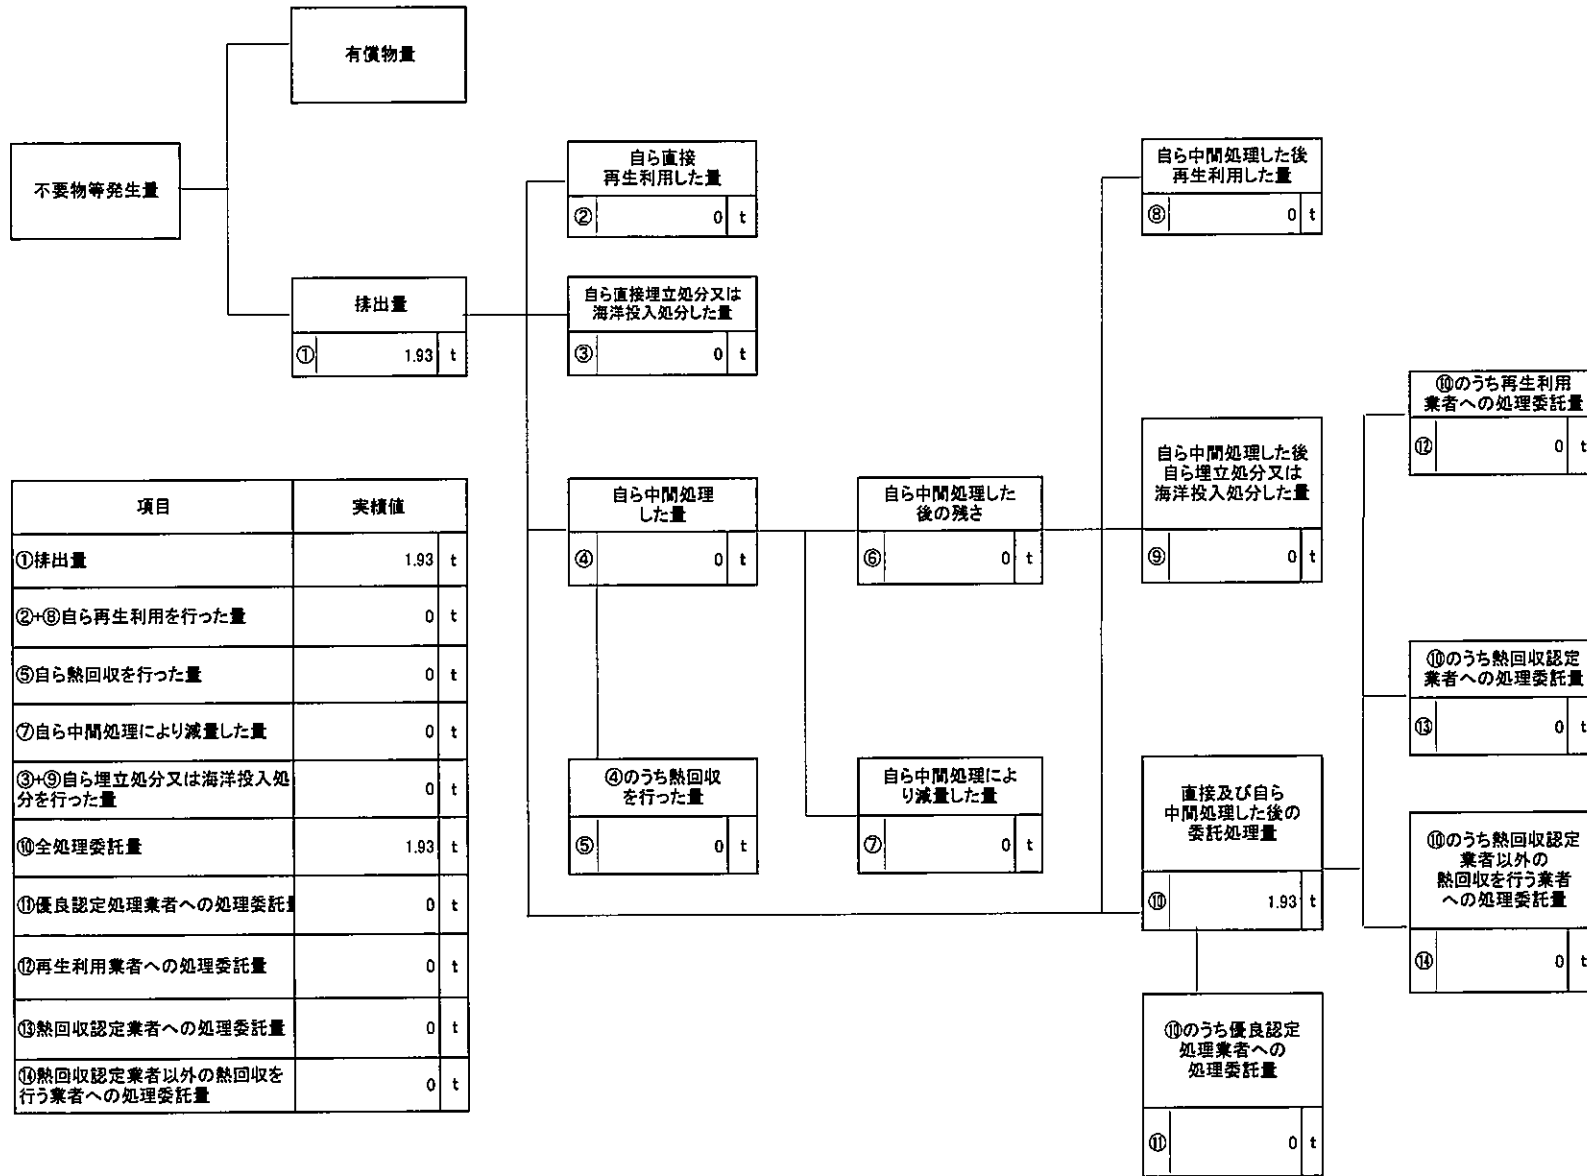 有償物量
不要物等発生量
排出量
① 1.93 t
自ら直接
再生利用した量
② 0 t
自ら直接埋立処分又は
海洋投入処分した量
③ 0 t
自ら中間処理
した量
④ 0 t
④のうち熱回収
を行った量
⑤ 0 t
自ら中間処理した
後の残さ
⑥ 0 t
自ら中間処理によ
り減量した量
⑦ 0 t
自ら中間処理した後
再生利用した量
⑧ 0 t
自ら中間処理した後
自ら埋立処分又は
海洋投入処分した量
⑨ 0 t
直接及び自ら
中間処理した後の
委託処理量
⑩ 1.93 t
⑩のうち優良認定
処理業者への
処理委託量
⑪ 0 t
⑩のうち再生利用
業者への処理委託量
⑫ 0 t
⑩のうち熱回収認定
業者への処理委託量
⑬ 0 t
⑩のうち熱回収認定
業者以外の
熱回収を行う業者
への処理委託量
⑭ 0 t
項目 実績値
①排出量 1.93 t
②+⑧自ら再生利用を行った量 0 t
⑤自ら熱回収を行った量 0 t
⑦自ら中間処理により減量した量 0 t
③+⑨自ら埋立処分又は海洋投入処
分を行った量 0 t
⑩全処理委託量 1.93 t
⑪優良認定処理業者への処理委託量 0 t
⑫再生利用業者への処理委託量 0 t
⑬熱回収認定業者への処理委託量 0 t
⑭熱回収認定業者以外の熱回収を
行う業者への処理委託量 0 t